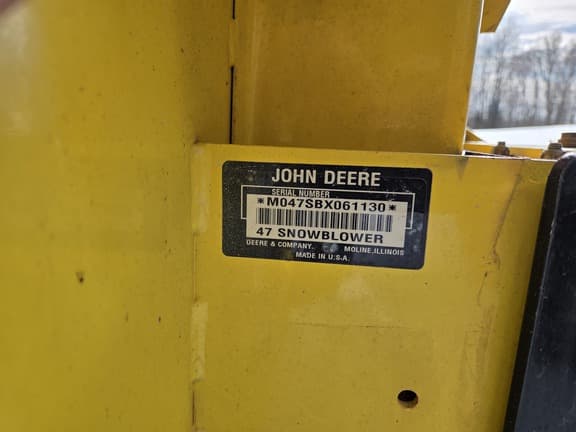 JOHN DEERE
SERIAL NUMBER
*M047SBX061130*
47 SNOWBLOWER
DEERE & COMPANY. MOLINE,ILLINOIS
MADE IN U.S.A.